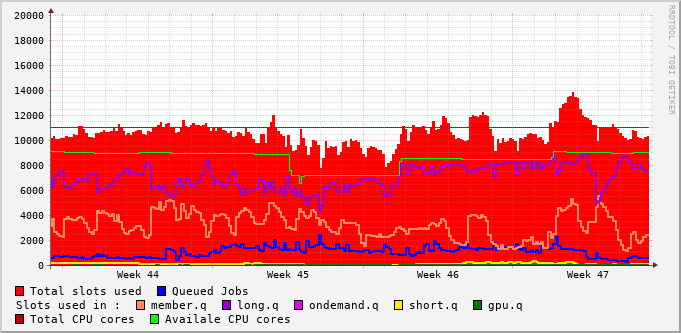 20000
18000
16000
14000
12000
10000
8000
6000
4000
2000
0
Week 44 Week 45 Week 46 Week 47
RRDTOOL / TOBI OETIKER
Total slots used Queued Jobs
Slots used in : member.q long.q ondemand.q short.q gpu.q
Total CPU cores Availale CPU cores